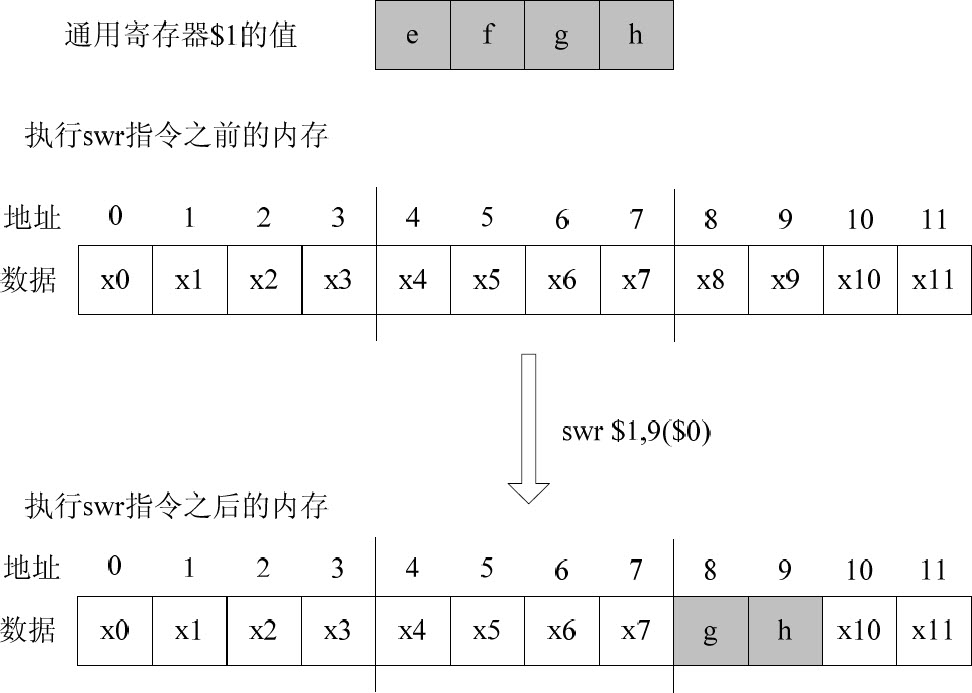 通用寄存器$1的值 e f g h
执行swr指令之前的内存
地址 0 1 2 3 4 5 6 7 8 9 10 11
数据 x0 x1 x2 x3 x4 x5 x6 x7 x8 x9 x10 x11
swr $1,9($0)
执行swr指令之后的内存
地址 0 1 2 3 4 5 6 7 8 9 10 11
数据 x0 x1 x2 x3 x4 x5 x6 x7 g h x10 x11